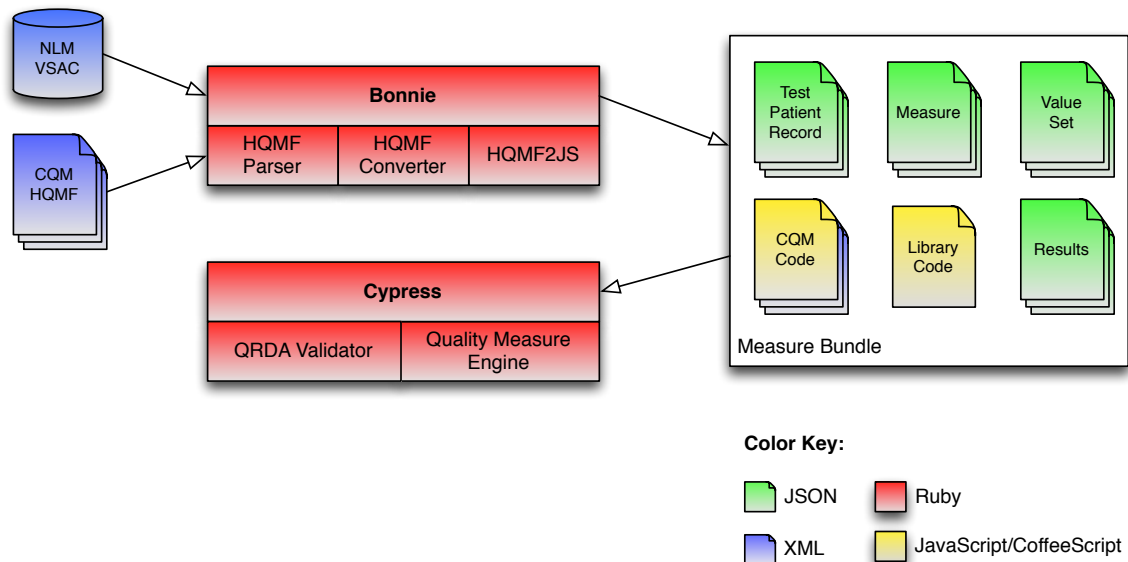 NLM
VSAC
CQM
HQMF
Bonnie
HQMF
Parser
HQMF
Converter
HQMF2JS
Cypress
QRDA Validator
Quality Measure
Engine
Test
Patient
Record
Measure
Value
Set
CQM
Code
Library
Code
Results
Measure Bundle
Color Key:
JSON
Ruby
XML
JavaScript/CoffeeScript